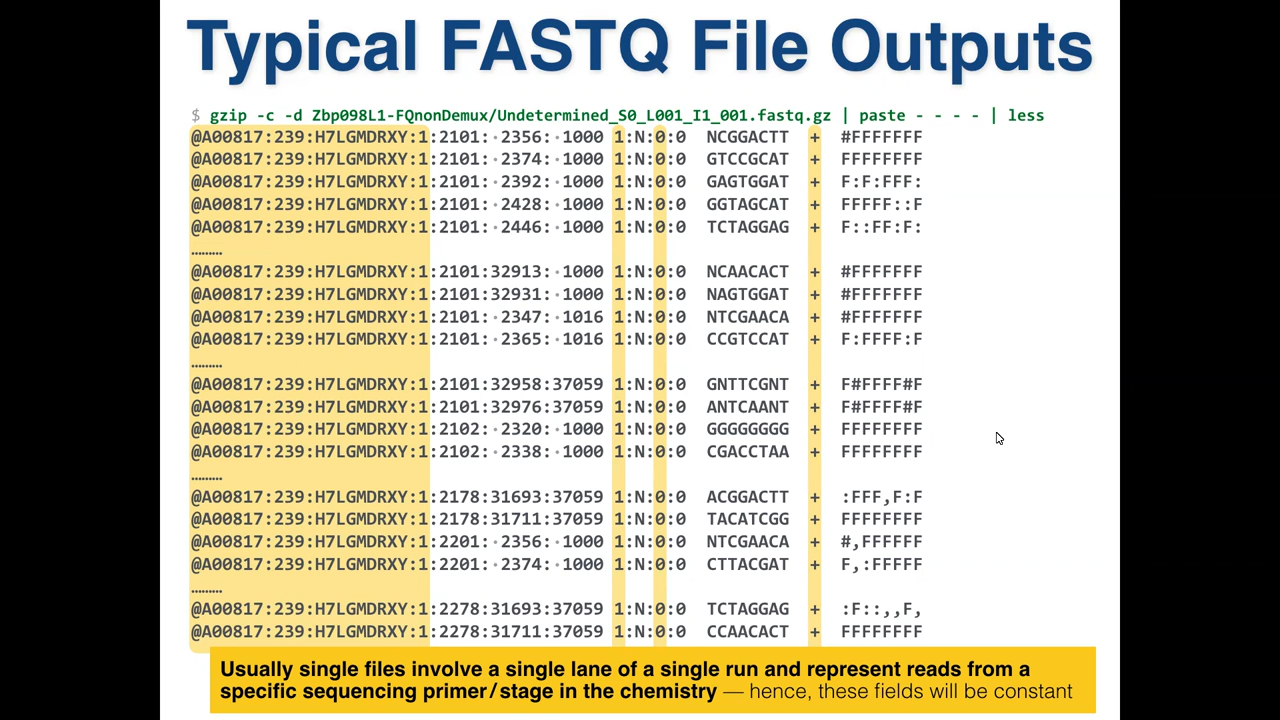 Typical FASTQ File Outputs
$ gzip -c -d Zbp098L1-FQnonDemux/Undetermined_S0_L001_I1_001.fastq.gz | paste - - - - | less
@A00817:239:H7LGMDRXY:1:2101:·2356:·1000 1:N:0:0 NCGGACTT + #FFFFFFF
@A00817:239:H7LGMDRXY:1:2101:·2374:·1000 1:N:0:0 GTCCGCAT + FFFFFFFF
@A00817:239:H7LGMDRXY:1:2101:·2392:·1000 1:N:0:0 GAGTGGAT + F:F:FFF:
@A00817:239:H7LGMDRXY:1:2101:·2428:·1000 1:N:0:0 GGTAGCAT + FFFFF::F
@A00817:239:H7LGMDRXY:1:2101:·2446:·1000 1:N:0:0 TCTAGGAG + F::FF:F:
.........
@A00817:239:H7LGMDRXY:1:2101:32913:·1000 1:N:0:0 NCAACACT + #FFFFFFF
@A00817:239:H7LGMDRXY:1:2101:32931:·1000 1:N:0:0 NAGTGGAT + #FFFFFFF
@A00817:239:H7LGMDRXY:1:2101:·2347:·1016 1:N:0:0 NTCGAACA + #FFFFFFF
@A00817:239:H7LGMDRXY:1:2101:·2365:·1016 1:N:0:0 CCGTCCAT + F:FFFF:F
.........
@A00817:239:H7LGMDRXY:1:2101:32958:37059 1:N:0:0 GNTTCGNT + F#FFFF#F
@A00817:239:H7LGMDRXY:1:2101:32976:37059 1:N:0:0 ANTCAANT + F#FFFF#F
@A00817:239:H7LGMDRXY:1:2102:·2320:·1000 1:N:0:0 GGGGGGGG + FFFFFFFF
@A00817:239:H7LGMDRXY:1:2102:·2338:·1000 1:N:0:0 CGACCTAA + FFFFFFFF
.........
@A00817:239:H7LGMDRXY:1:2178:31693:37059 1:N:0:0 ACGGACTT + :FFF,F:F
@A00817:239:H7LGMDRXY:1:2178:31711:37059 1:N:0:0 TACATCGG + FFFFFFFF
@A00817:239:H7LGMDRXY:1:2201:·2356:·1000 1:N:0:0 NTCGAACA + #,FFFFFF
@A00817:239:H7LGMDRXY:1:2201:·2374:·1000 1:N:0:0 CTTACGAT + F,:FFFFF
.........
@A00817:239:H7LGMDRXY:1:2278:31693:37059 1:N:0:0 TCTAGGAG + :F::,,F,
@A00817:239:H7LGMDRXY:1:2278:31711:37059 1:N:0:0 CCAACACT + FFFFFFFF
Usually single files involve a single lane of a single run and represent reads from a
specific sequencing primer/stage in the chemistry — hence, these fields will be constant